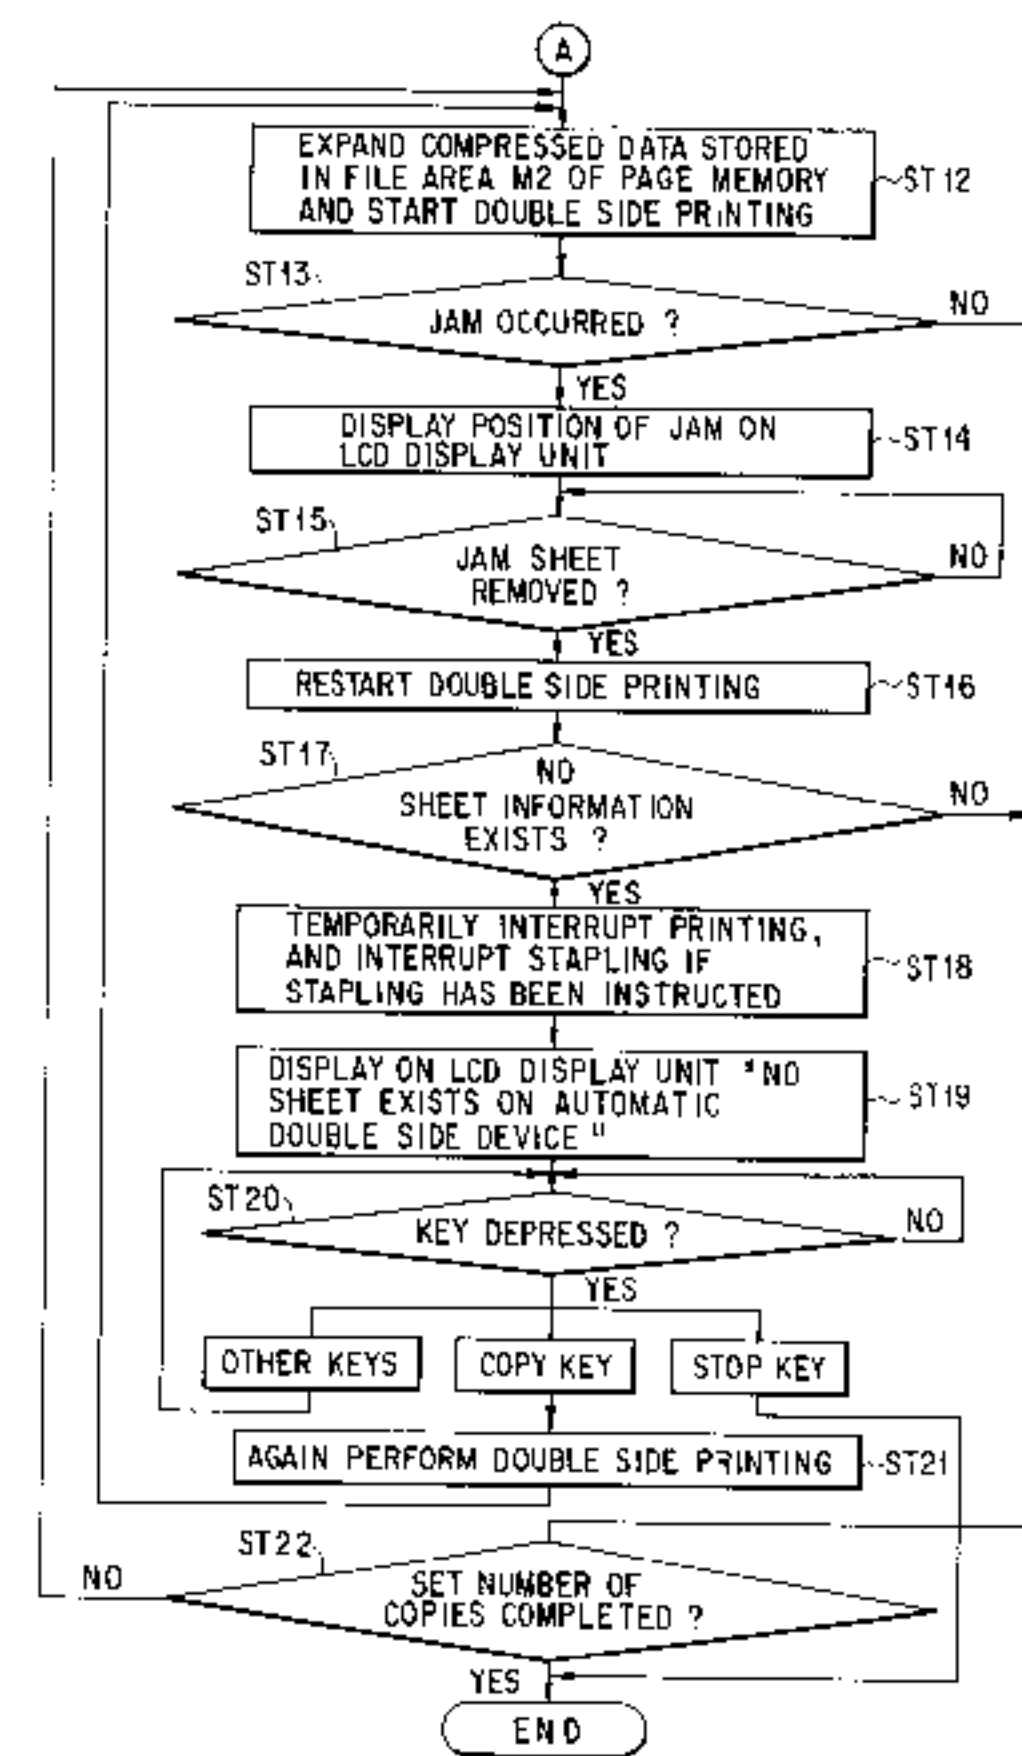 A
EXPAND COMPRESSED DATA STORED
IN FILE AREA M2 OF PAGE MEMORY
AND START DOUBLE SIDE PRINTING
ST12
ST13
JAM OCCURRED ?
NO
YES
DISPLAY POSITION OF JAM ON
LCD DISPLAY UNIT
ST14
ST15
JAM SHEET
REMOVED ?
NO
YES
RESTART DOUBLE SIDE PRINTING
ST16
ST17
NO
SHEET INFORMATION
EXISTS ?
NO
YES
TEMPORARILY INTERRUPT PRINTING,
AND INTERRUPT STAPLING IF
STAPLING HAS BEEN INSTRUCTED
ST18
DISPLAY ON LCD DISPLAY UNIT "NO
SHEET EXISTS ON AUTOMATIC
DOUBLE SIDE DEVICE"
ST19
ST20
KEY DEPRESSED ?
NO
YES
OTHER KEYS
COPY KEY
STOP KEY
AGAIN PERFORM DOUBLE SIDE PRINTING
ST21
ST22
NO
SET NUMBER OF
COPIES COMPLETED ?
YES
END